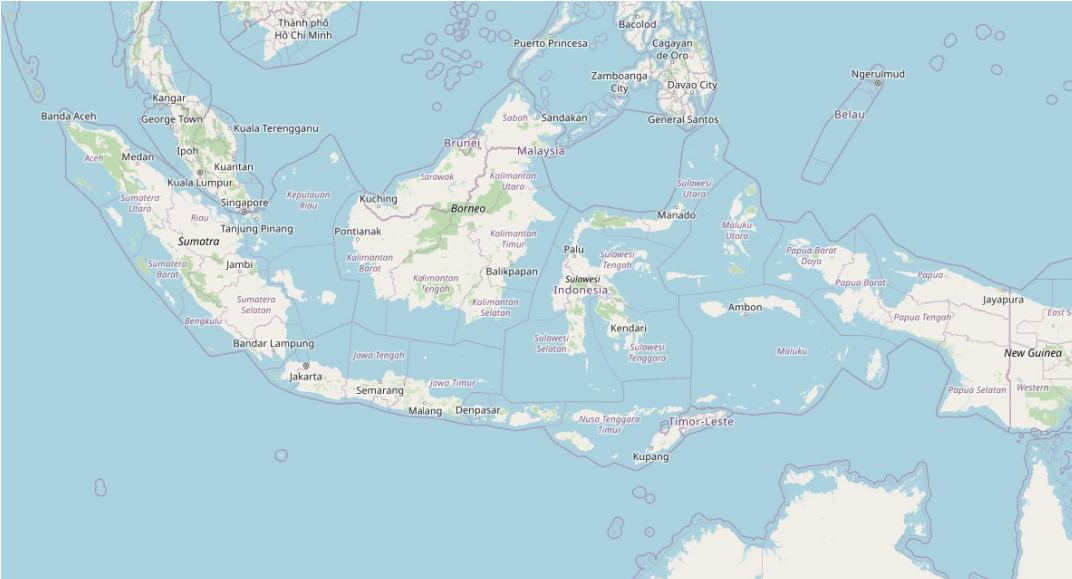 Thành phố
Hồ Chí Minh
Puerto Princesa
Bacolod
Cagayan
de Oro
Zamboanga
City
Davao City
Ngerulmud
Kangar
Banda Aceh
George Town
Kuala Terengganu
Sabah
Sandakan
General Santos
Belau
Ipoh
Brunei
Malaysia
Aceh
Medan
Kuantan
Kuala Lumpur
Sarawak
Kalimantan
Utara
Sulawesi
Utara
Sumatera
Utara
Singapore
Kepulauan
Riau
Kuching
Borneo
Manado
Riau
Tanjung Pinang
Pontianak
Maluku
Utara
Sumatra
Kalimantan
Timur
Palu
Sulawesi
Tengah
Papua Barat
Daya
Sumatera
Barat
Jambi
Kalimantan
Barat
Balikpapan
Sulawesi
Indonesia
Papua Barat
Papua
Kalimantan
Tengah
Sumatera
Selatan
Kalimantan
Selatan
Ambon
Jayapura
Bengkulu
Kendari
Papua Tengah
East S
Bandar Lampung
Sulawesi
Selatan
Sulawesi
Tenggara
Maluku
New Guinea
Jawa Tengah
Jakarta
Semarang
Jawa Timur
Papua Selatan
Western
Malang
Denpasar
Nusa Tenggara
Timur
Timor-Leste
Kupang